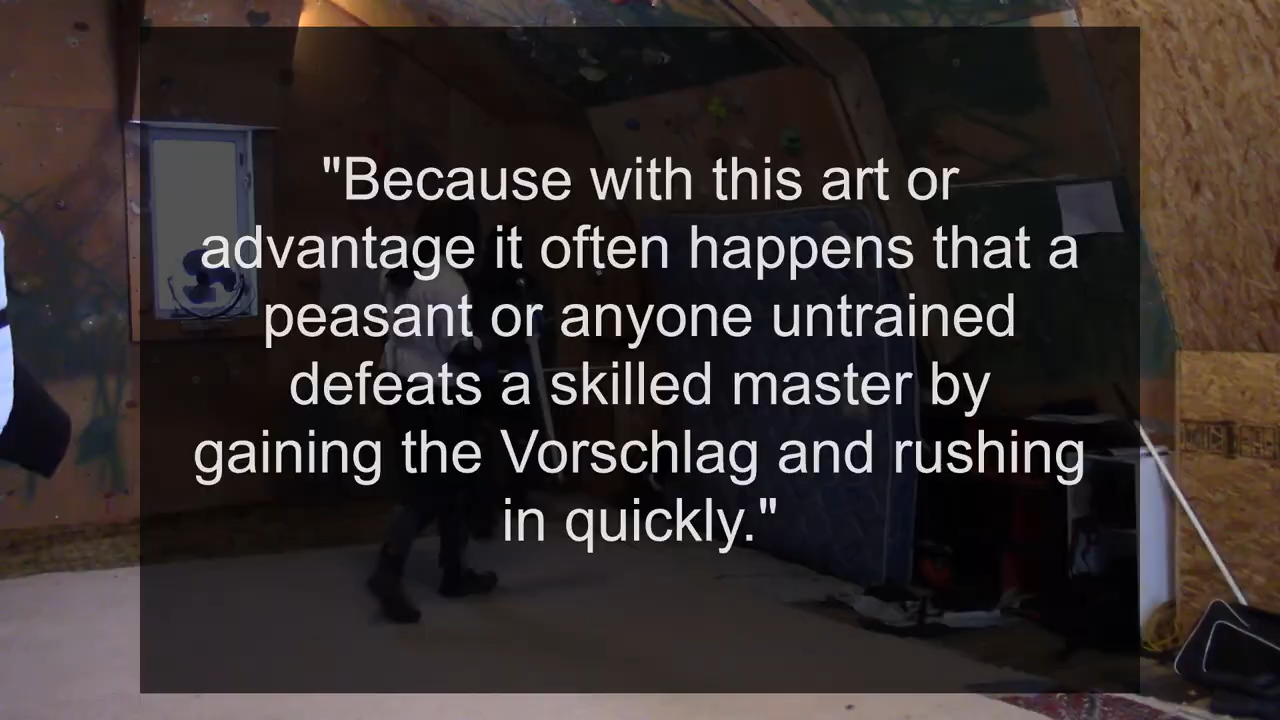 "Because with this art or
advantage it often happens that a
peasant or anyone untrained
defeats a skilled master by
gaining the Vorschlag and rushing
in quickly."